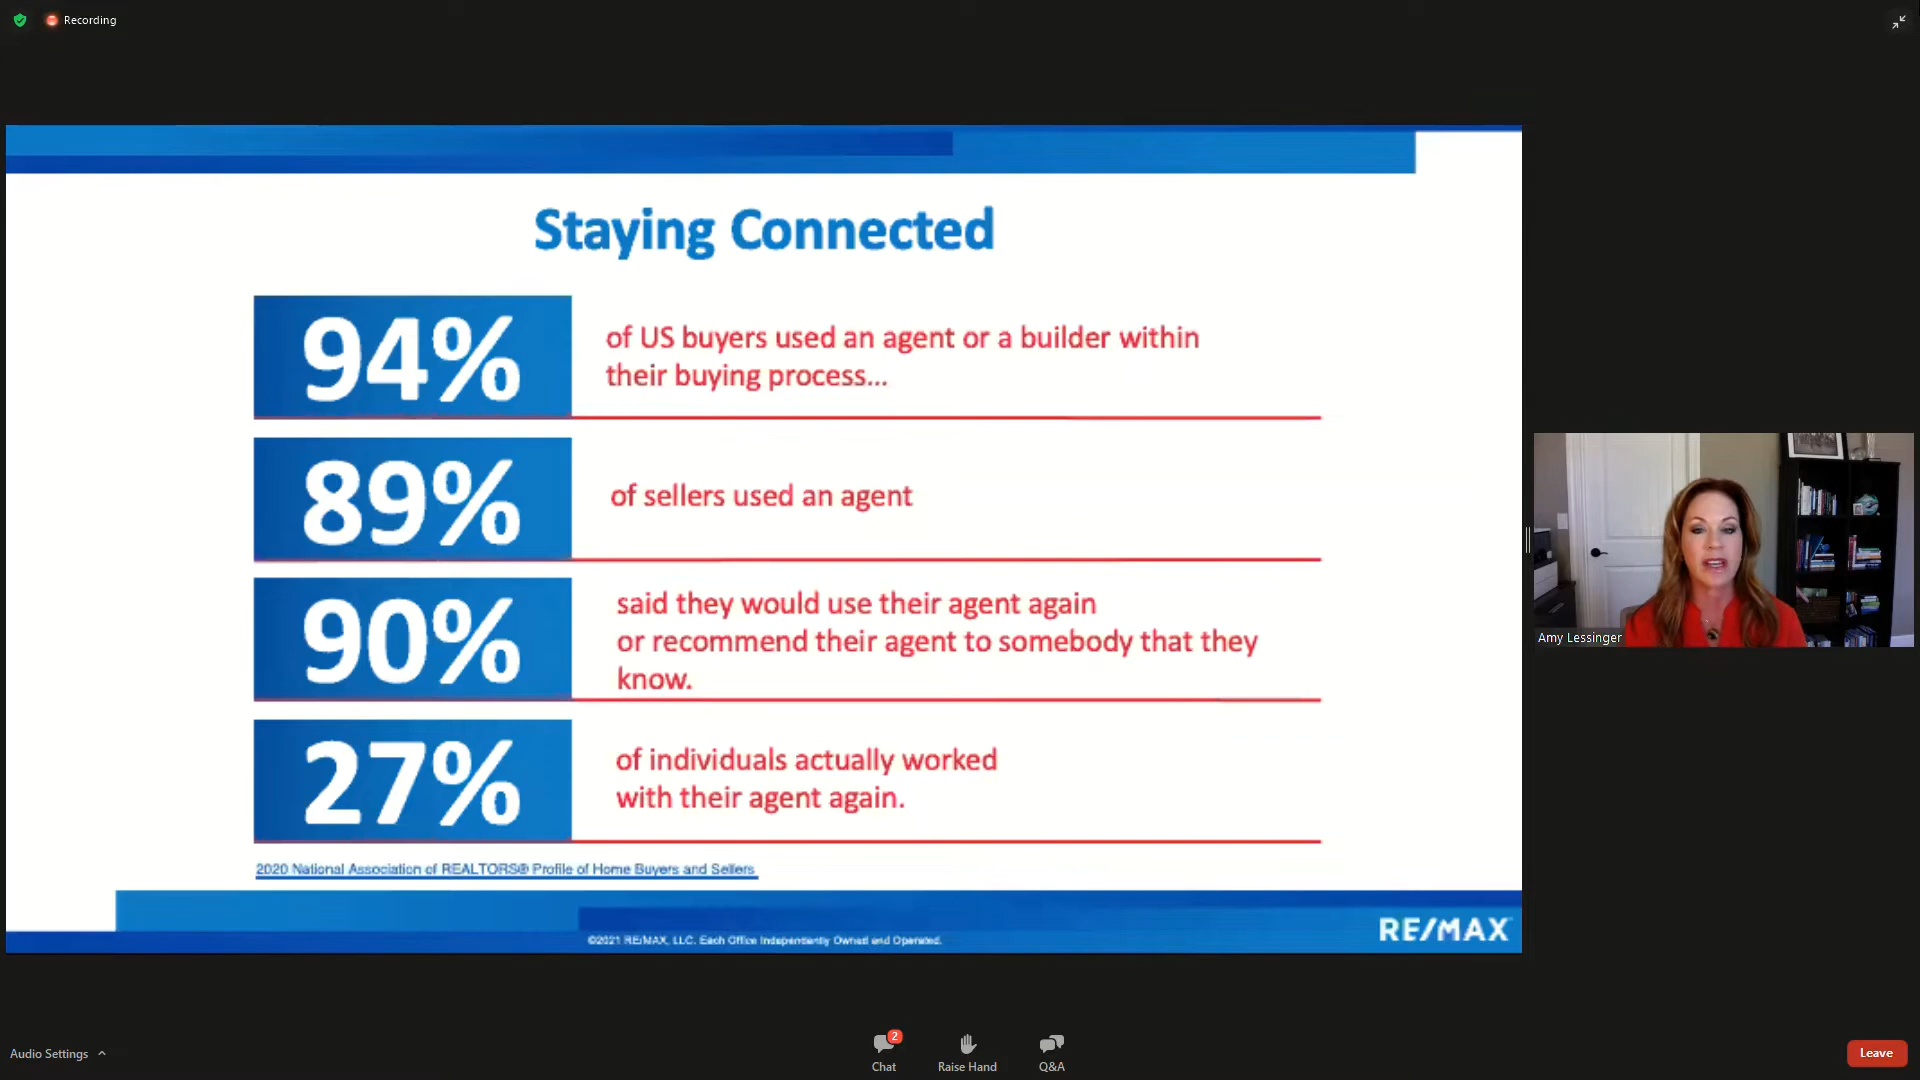 Recording
Staying Connected
94%
of US buyers used an agent or a builder within
their buying process...
89%
of sellers used an agent
90%
said they would use their agent again
or recommend their agent to somebody that they
know.
27%
of individuals actually worked
with their agent again.
2020 National Association of REALTORS® Profile of Home Buyers and Sellers
©2021 RE/MAX, LLC. Each Office Independently Owned and Operated.
RE/MAX
Amy Lessinger
Audio Settings
2
Chat
Raise Hand
Q&A
Leave